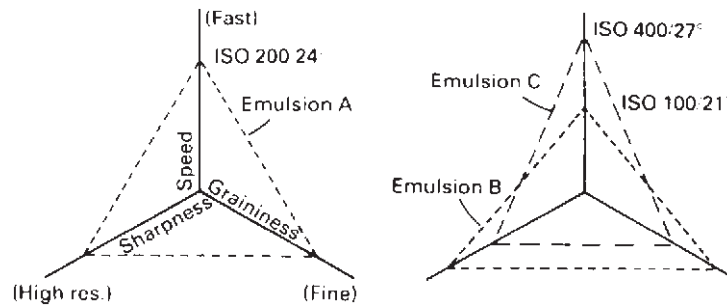 (Fast)
ISO 200 24°
Emulsion A
Speed
Sharpness
Graininess
(High res.)
(Fine)
ISO 400/27°
Emulsion C
ISO 100/21
Emulsion B